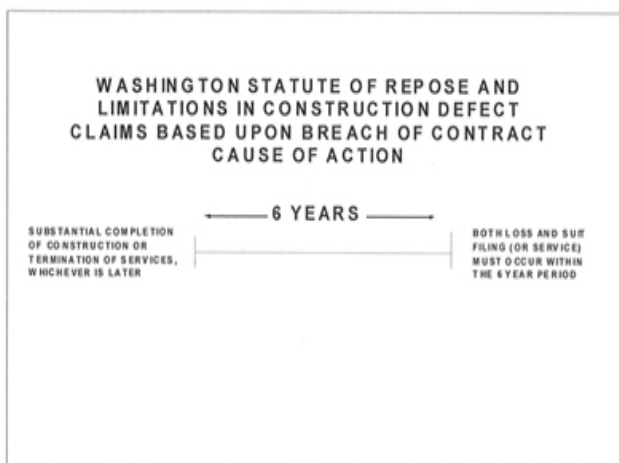 WASHINGTON STATUTE OF REPOSE AND
LIMITATIONS IN CONSTRUCTION DEFECT
CLAIMS BASED UPON BREACH OF CONTRACT
CAUSE OF ACTION
6 YEARS
SUBSTANTIAL COMPLETION
OF CONSTRUCTION OR
TERMINATION OF SERVICES,
WHICHEVER IS LATER
BOTH LOSS AND SUIT
FILING (OR SERVICE)
MUST OCCUR WITHIN
THE 6 YEAR PERIOD